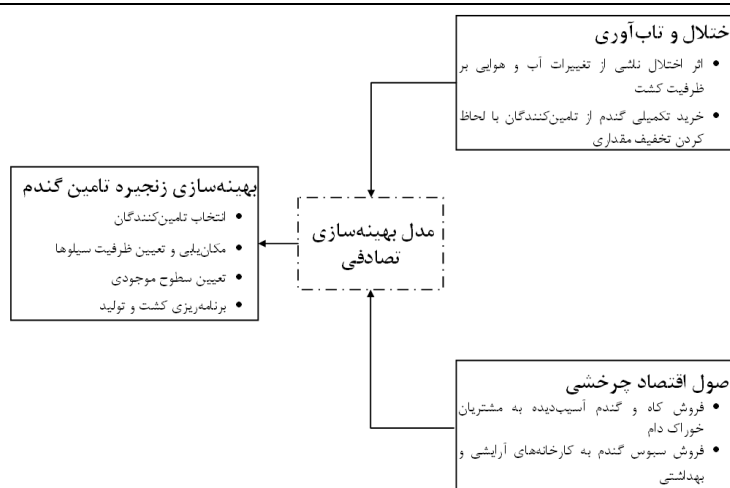 ختلال و تاب‌آوری
اثر اختلال ناشی از تغییرات آب و هوایی بر
ظرفیت کشت
خرید تکمیلی گندم از تامین‌کنندگان با لحاظ
کردن تخفیف مقداری
بهینه‌سازی زنجیره تامین گندم
انتخاب تامین‌کنندگان
مکان‌یابی و تعیین ظرفیت سیلوها
تعیین سطوح موجودی
برنامه‌ریزی کشت و تولید
مدل بهینه‌سازی
تصادفی
صول اقتصاد چرخشی
فروش کاه و گندم آسیب‌دیده به مشتریان
خوراک دام
فروش سبوس گندم به کارخانه‌های آرایشی و
بهداشتی